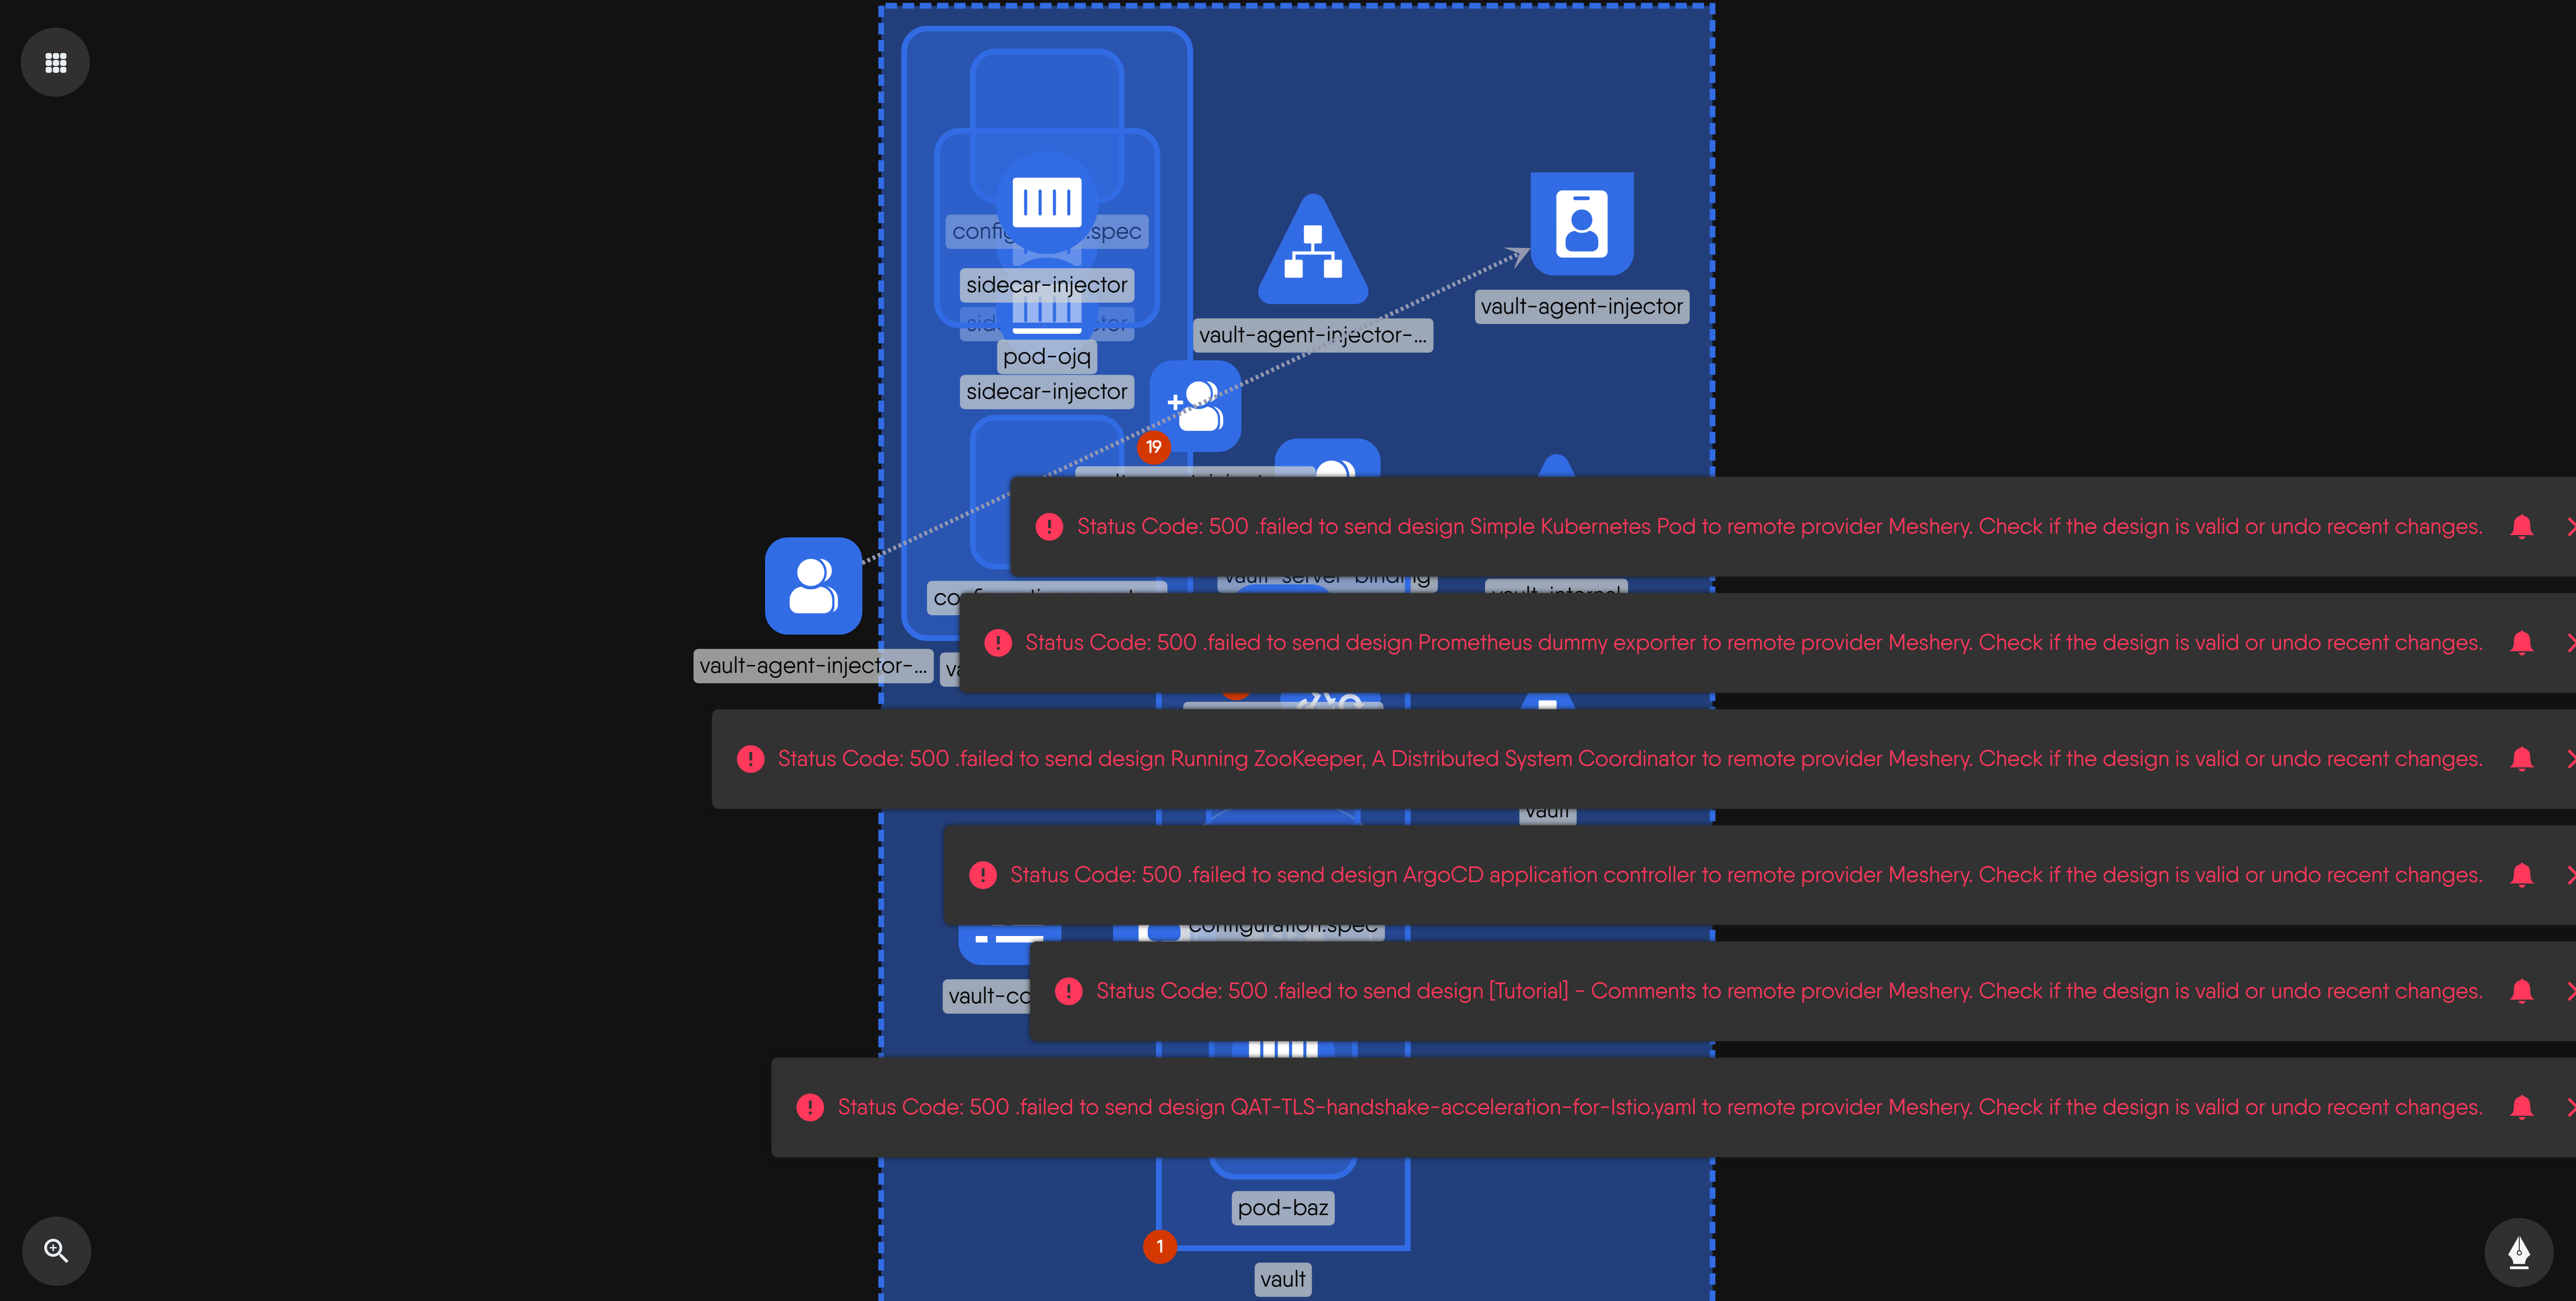 sidecar-injector
pod-ojq
sidecar-injector
vault-agent-injector-...
vault-agent-injector
19
Status Code: 500 .failed to send design Simple Kubernetes Pod to remote provider Meshery. Check if the design is valid or undo recent changes.
vault-server-binding
vault-internal
Status Code: 500 .failed to send design Prometheus dummy exporter to remote provider Meshery. Check if the design is valid or undo recent changes.
vault-agent-injector-...
Status Code: 500 .failed to send design Running ZooKeeper, A Distributed System Coordinator to remote provider Meshery. Check if the design is valid or undo recent changes.
vault
Status Code: 500 .failed to send design ArgoCD application controller to remote provider Meshery. Check if the design is valid or undo recent changes.
configuration.spec
Status Code: 500 .failed to send design [Tutorial] - Comments to remote provider Meshery. Check if the design is valid or undo recent changes.
vault-co
Status Code: 500 .failed to send design QAT-TLS-handshake-acceleration-for-Istio.yaml to remote provider Meshery. Check if the design is valid or undo recent changes.
pod-baz
1
vault